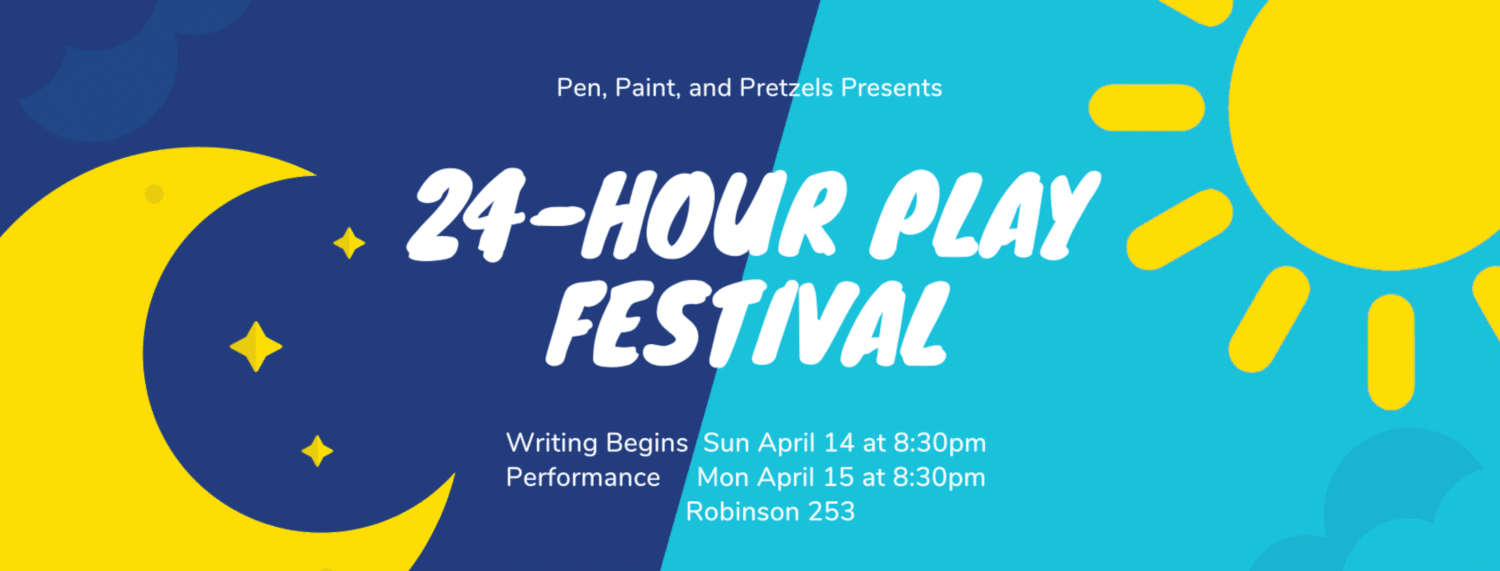 Pen, Paint, and Pretzels Presents
24-HOUR PLAY
FESTIVAL
Writing Begins Sun April 14 at 8:30pm
Performance Mon April 15 at 8:30pm
Robinson 253